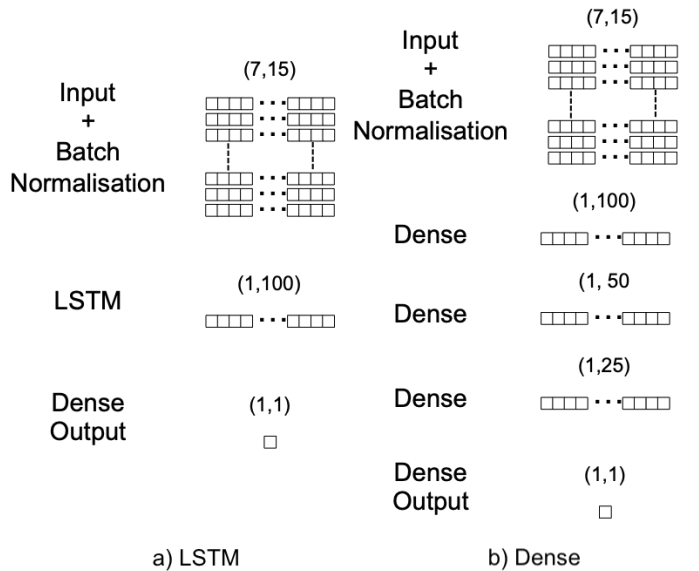 (7,15)
Input
+
Batch
Normalisation
LSTM
(1,100)
Dense
Output
(1,1)
a) LSTM
(7,15)
Input
+
Batch
Normalisation
(1,100)
Dense
(1, 50
Dense
(1,25)
Dense
Dense
Output
(1,1)
b) Dense